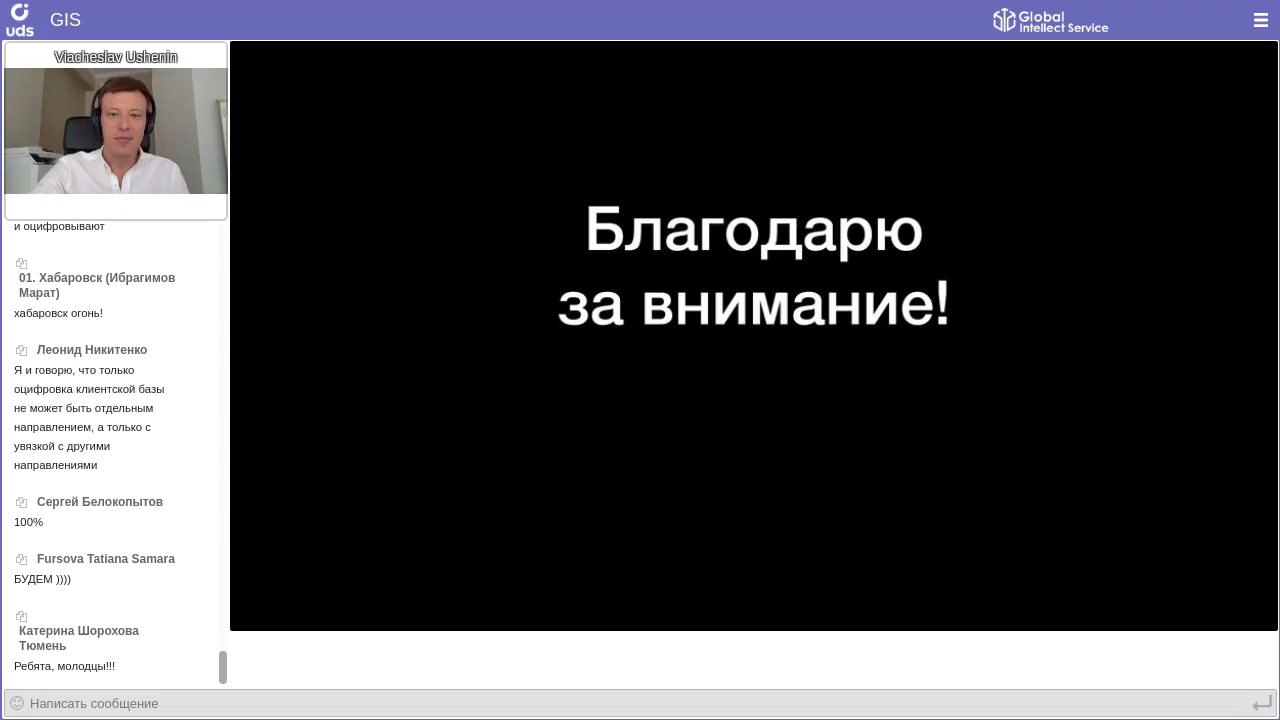 uds
GIS
Global
Intellect Service
Viacheslav Ushenin
и оцифровывают
01. Хабаровск (Ибрагимов
Марат)
хабаровск огонь!
Леонид Никитенко
Я и говорю, что только
оцифровка клиентской базы
не может быть отдельным
направлением, а только с
увязкой с другими
направлениями
Сергей Белокопытов
100%
Fursova Tatiana Samara
БУДЕМ ))))
Катерина Шорохова
Тюмень
Ребята, молодцы!!!
Благодарю
за внимание!
Написать сообщение